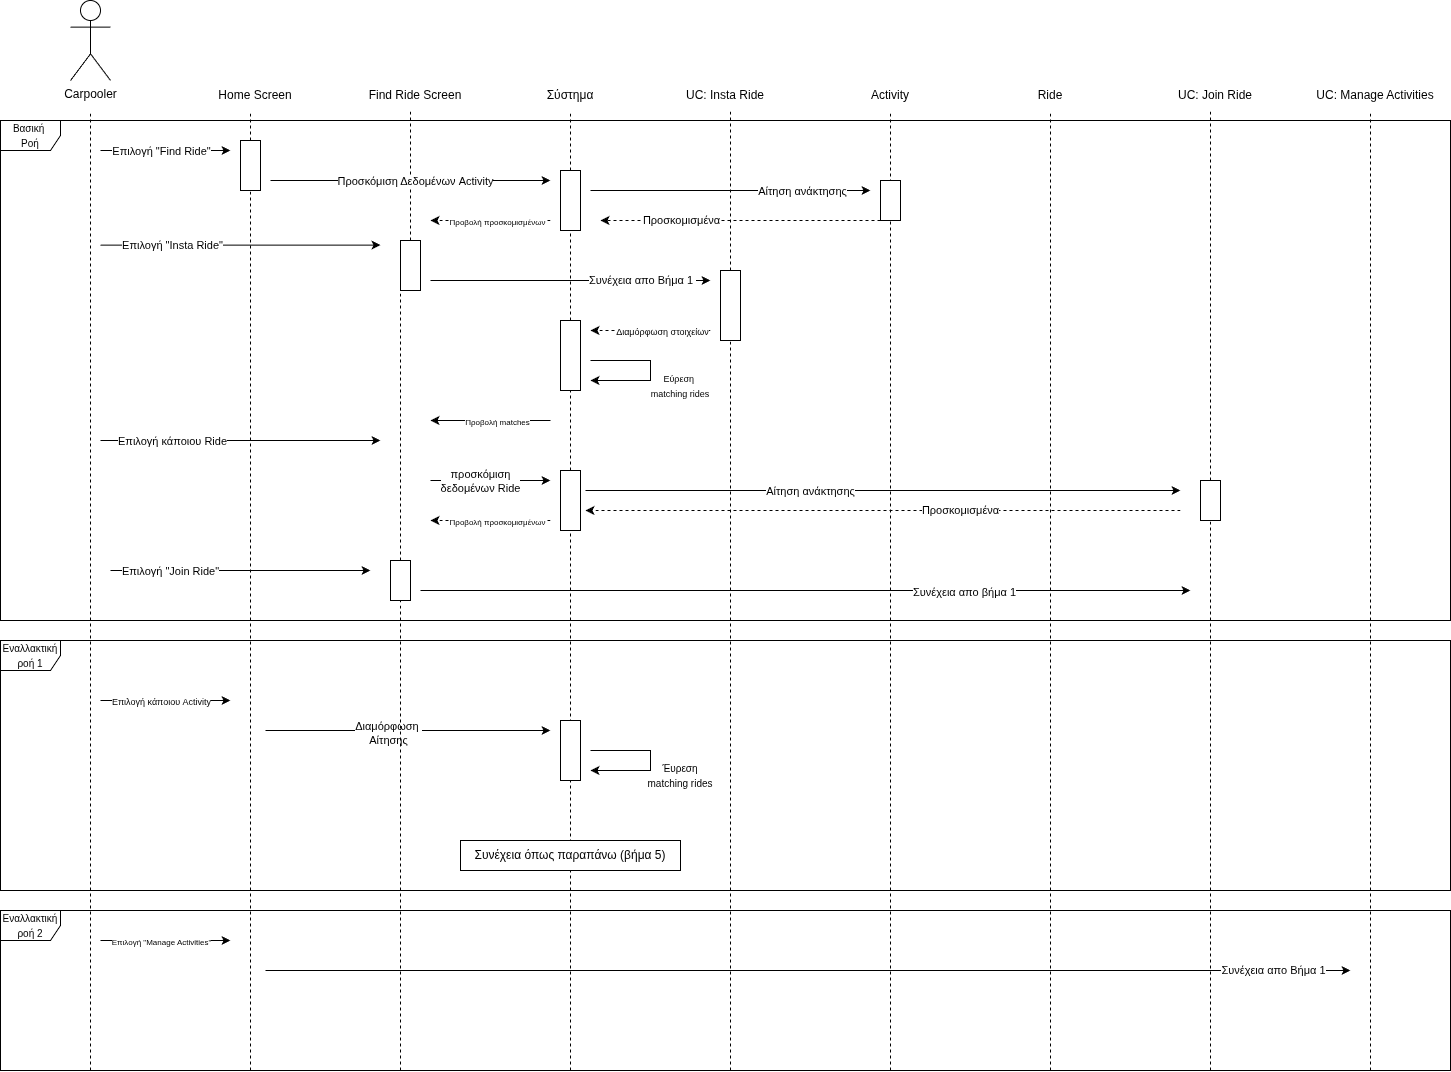 Carpooler
Home Screen
Find Ride Screen
Σύστημα
UC: Insta Ride
Activity
Ride
UC: Join Ride
UC: Manage Activities
Βασική
Ροή
Επιλογή "Find Ride"
Προσκόμιση Δεδομένων Activity
Αίτηση ανάκτησης
Προβολή προσκομισμένων
Προσκομισμένα
Επιλογή "Insta Ride"
Συνέχεια απο Βήμα 1
Διαμόρφωση στοιχείων
Εύρεση
matching rides
Προβολή matches
Επιλογή κάποιου Ride
προσκόμιση
δεδομένων Ride
Αίτηση ανάκτησης
Προσκομισμένα
Προβολή προσκομισμένων
Επιλογή "Join Ride"
Συνέχεια απο βήμα 1
Εναλλακτική
ροή 1
Επιλογή κάποιου Activity
Διαμόρφωση
Αίτησης
Έυρεση
matching rides
Συνέχεια όπως παραπάνω (βήμα 5)
Εναλλακτική
ροή 2
Επιλογή "Manage Activities"
Συνέχεια απο Βήμα 1